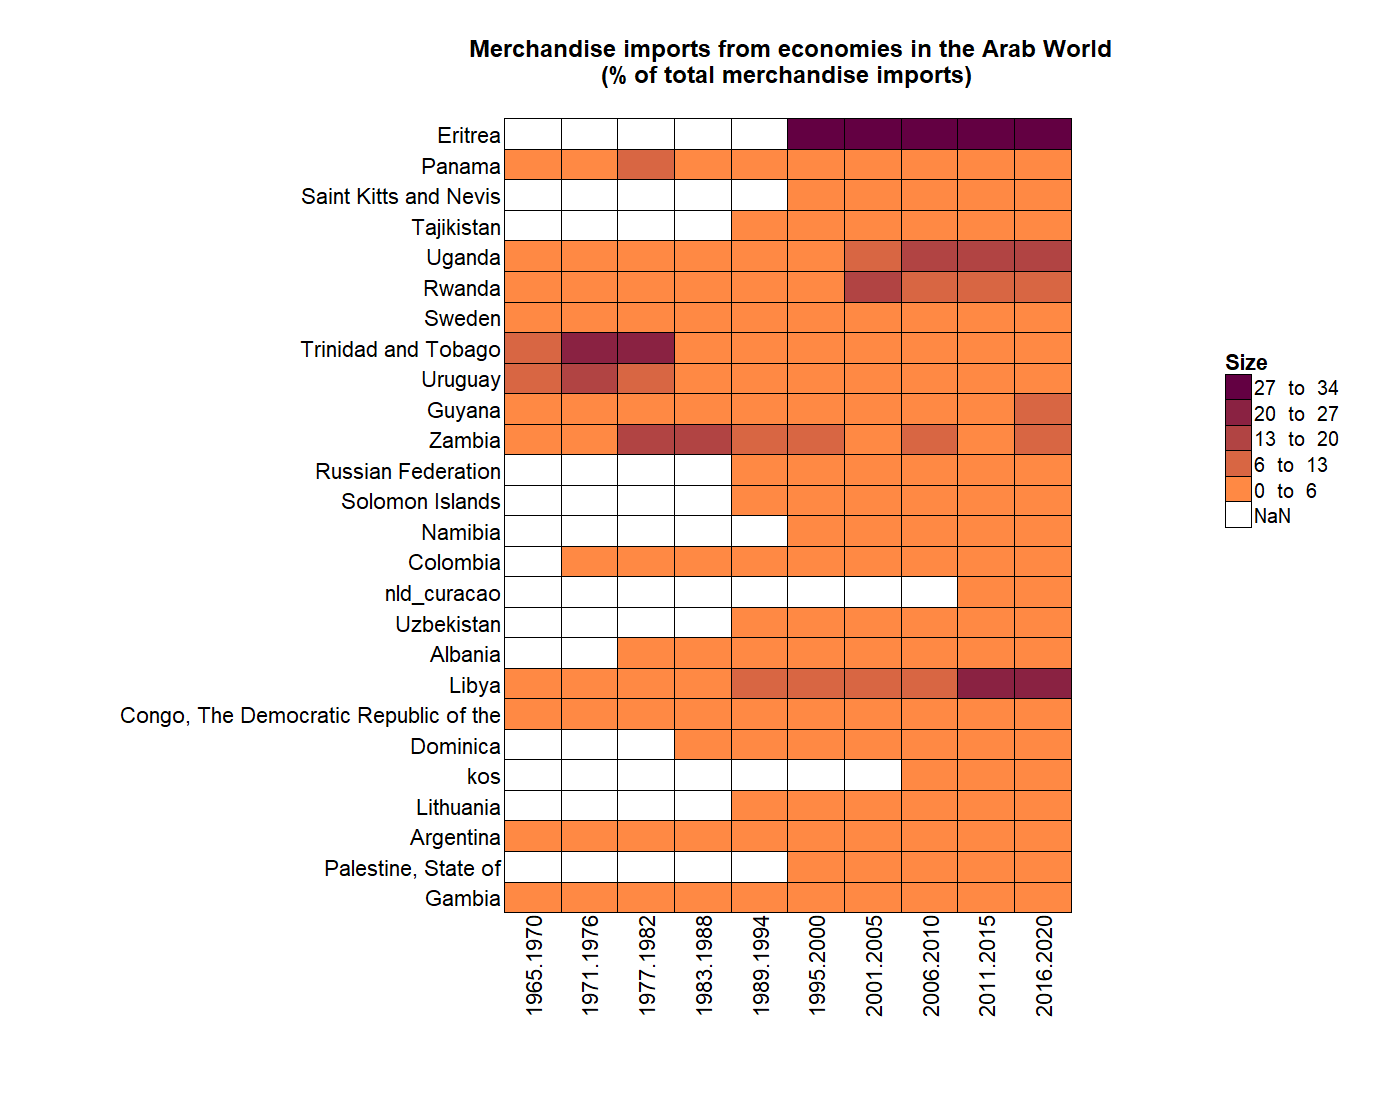 Merchandise imports from economies in the Arab World
(% of total merchandise imports)
Eritrea
Panama
Saint Kitts and Nevis
Tajikistan
Uganda
Rwanda
Sweden
Trinidad and Tobago
Uruguay
Guyana
Zambia
Russian Federation
Solomon Islands
Namibia
Colombia
nld_curacao
Uzbekistan
Albania
Libya
Congo, The Democratic Republic of the
Dominica
kos
Lithuania
Argentina
Palestine, State of
Gambia
1965.1970
1971.1976
1977.1982
1983.1988
1989.1994
1995.2000
2001.2005
2006.2010
2011.2015
2016.2020
Size
27 to 34
20 to 27
13 to 20
6 to 13
0 to 6
NaN